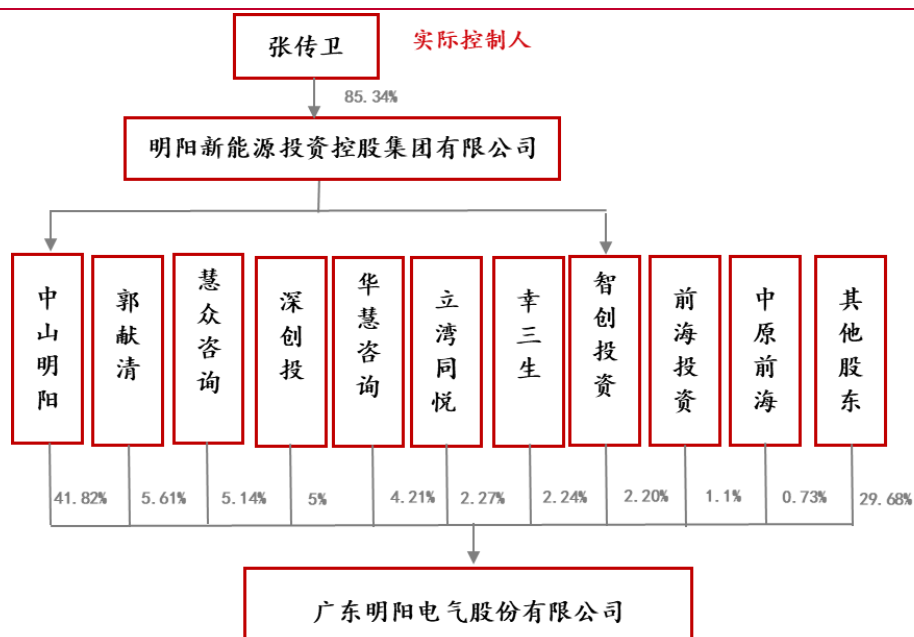 张传卫
实际控制人
85.34%
明阳新能源投资控股集团有限公司
中山明阳
郭献清
慧众咨询
深创投
华慧咨询
立湾同悦
幸三生
智创投资
前海投资
中原前海
其他股东
41.82%
5.61%
5.14%
5%
4.21%
2.27%
2.24%
2.20%
1.1%
0.73%
29.68%
广东明阳电气股份有限公司